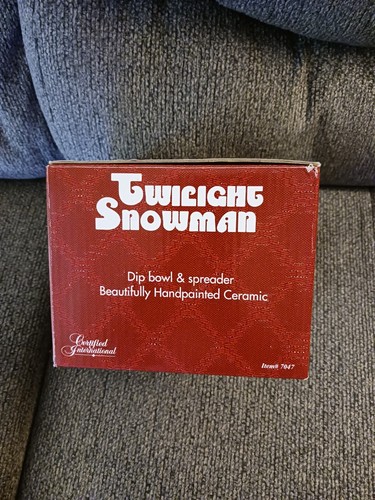 Twilight
Snowman
Dip bowl & spreader
Beautifully Handpainted Ceramic
Certified
International
Item# 7047